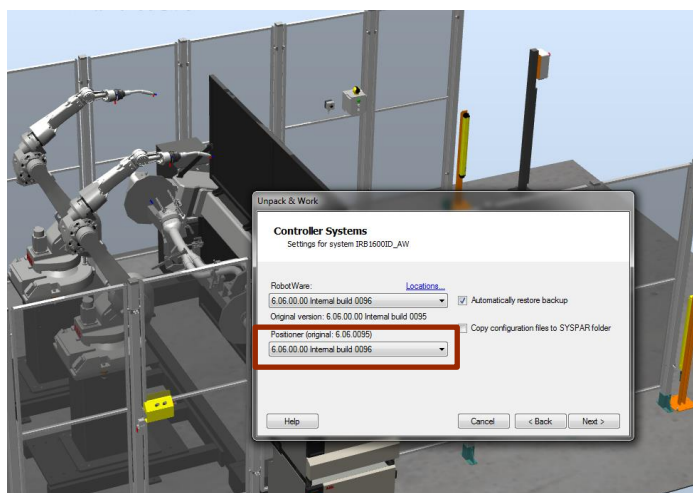 Unpack & Work
Controller Systems
Settings for system IRB1600ID_AW
RobotWare:
Locations...
6.06.00.00 Internal build 0096
Automatically restore backup
Original version: 6.06.00.00 Internal build 0095
Copy configuration files to SYSPAR folder
Positioner (original: 6.06.0095)
6.06.00.00 Internal build 0096
Help
Cancel
< Back
Next >